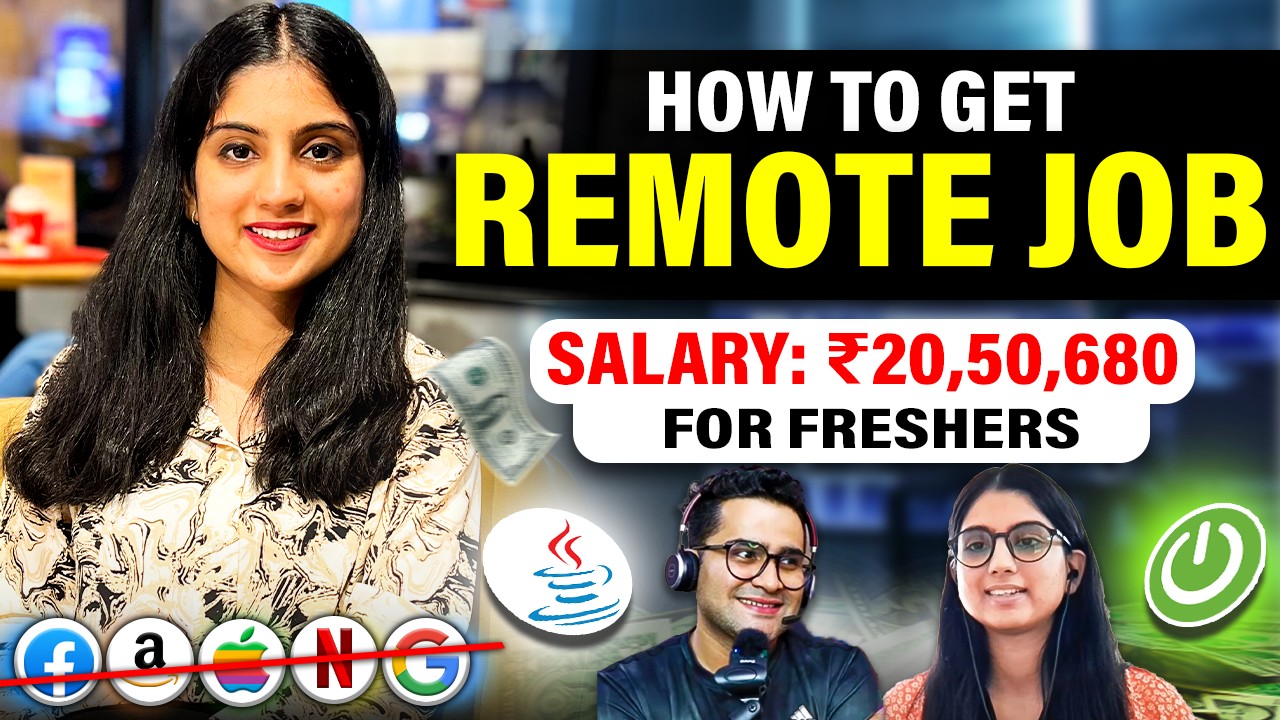 HOW TO GET
REMOTE JOB
SALARY: ₹20,50,680
FOR FRESHERS